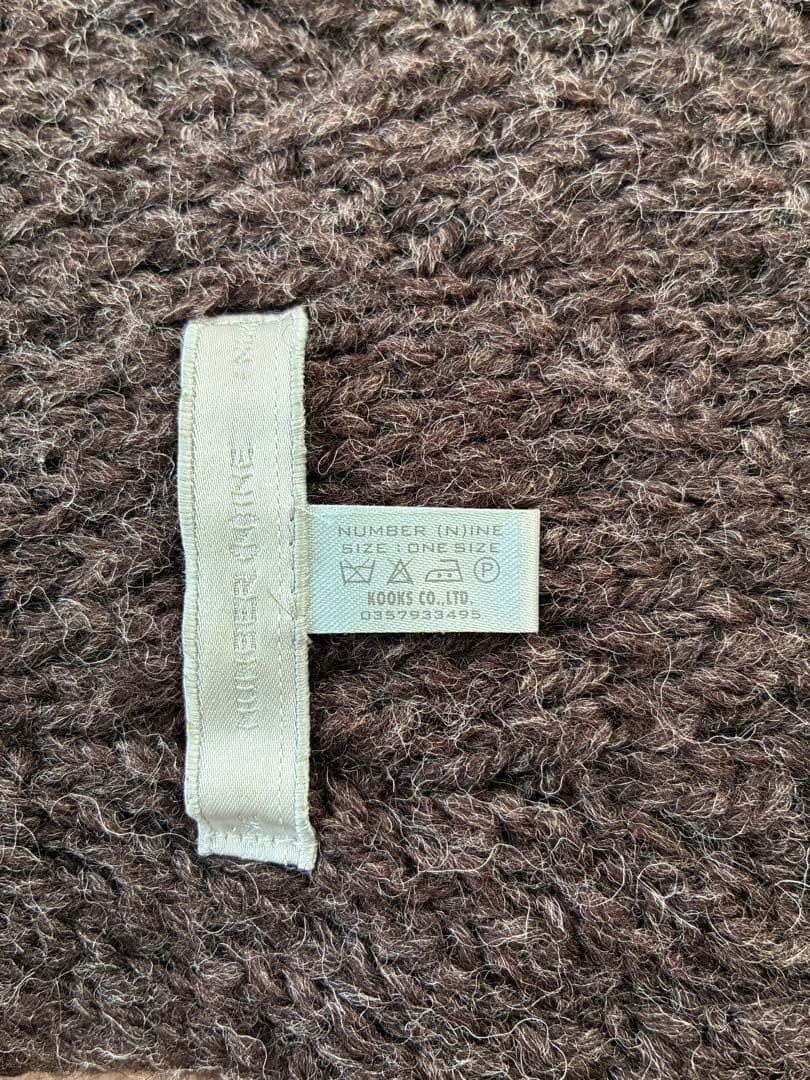 NUMBER (N)INE
NUMBER (N)INE
SIZE : ONE SIZE
P
KOOKS CO.,LTD.
0357933495